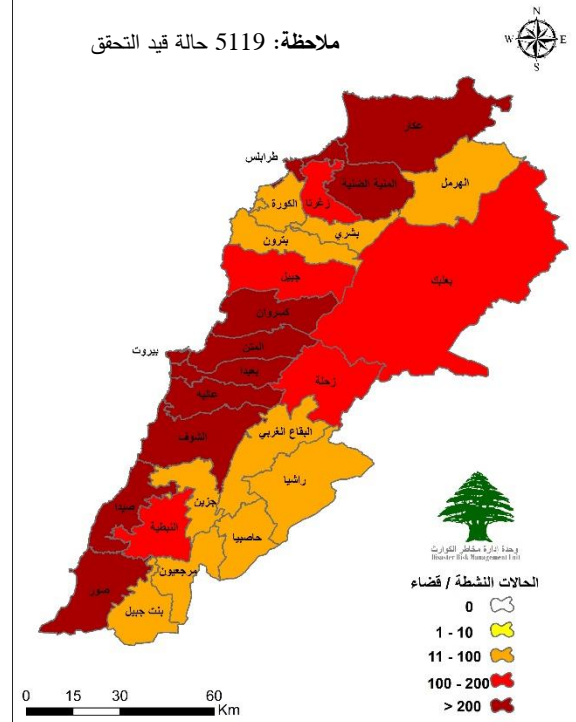 ملاحظة: 5119 حالة قيد التحقق
N
W E
S
عكار
طرابلس
المنية الضنية
الهرمل
زغرتا
الكورة
بشري
بترون
بعلبك
جبيل
كسروان
المتن
بيروت
بعبدا
زحلة
عاليه
البقاع الغربي
الشوف
راشيا
جزين
صيدا
النبطية
حاصبيا
مرجعيون
صور
بنت جبيل
وحدة إدارة مخاطر الكوارث
Disaster Risk Management Unit
الحالات النشطة / قضاء
0
1 - 10
11 - 100
100 - 200
> 200
0 15 30 60
Km